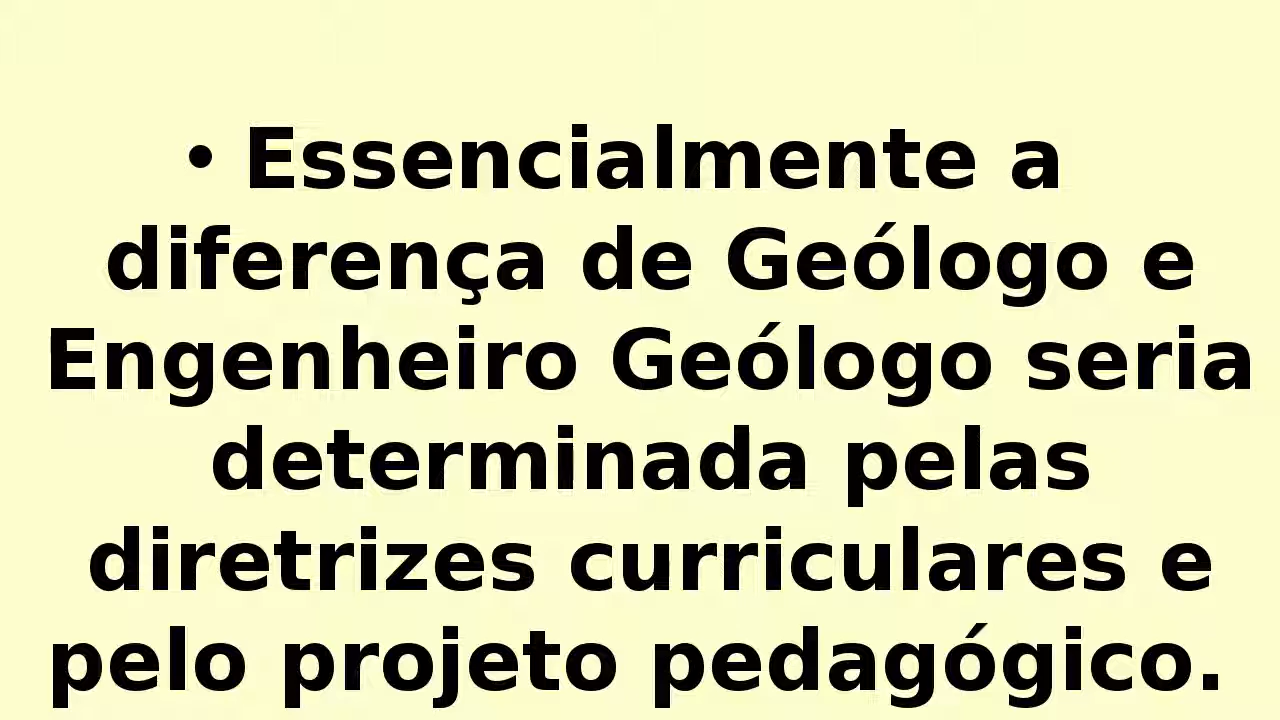 • Essencialmente a
diferença de Geólogo e
Engenheiro Geólogo seria
determinada pelas
diretrizes curriculares e
pelo projeto pedagógico.